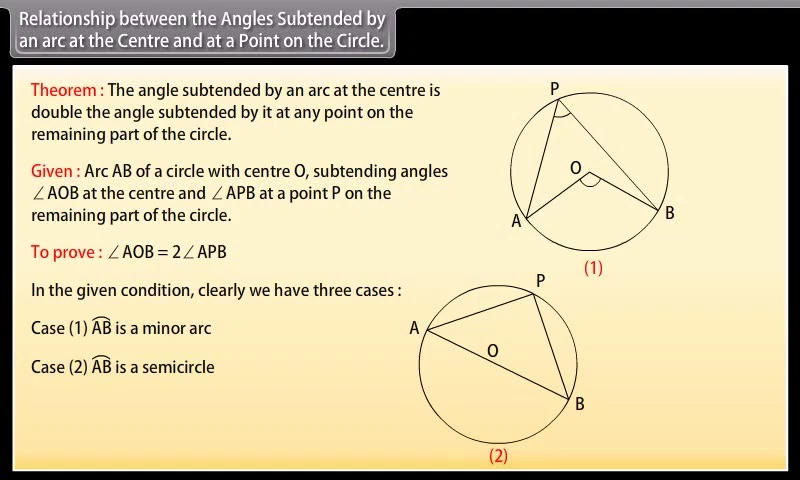 Relationship between the Angles Subtended by
an arc at the Centre and at a Point on the Circle.
Theorem : The angle subtended by an arc at the centre is
double the angle subtended by it at any point on the
remaining part of the circle.
Given : Arc AB of a circle with centre O, subtending angles
∠AOB at the centre and ∠APB at a point P on the
remaining part of the circle.
To prove : ∠AOB = 2∠APB
In the given condition, clearly we have three cases :
Case (1) A͡B is a minor arc
Case (2) A͡B is a semicircle
P
O
A
B
(1)
P
A
O
B
(2)